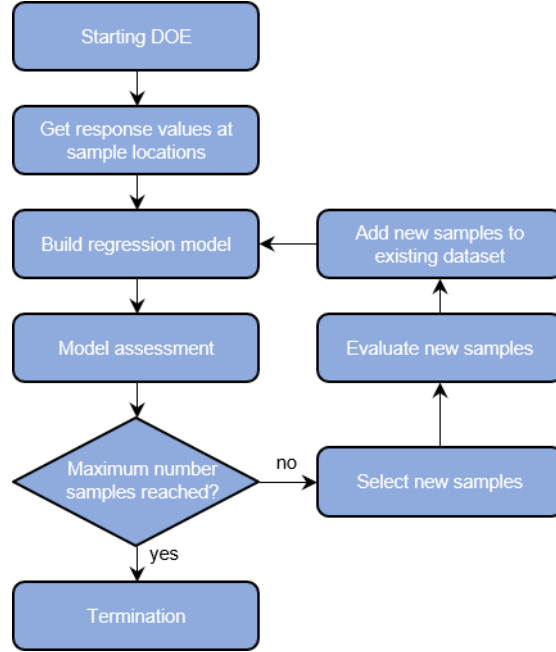 Starting DOE
Get response values at
sample locations
Build regression model
Add new samples to
existing dataset
Model assessment
Evaluate new samples
Maximum number
samples reached?
no
Select new samples
yes
Termination